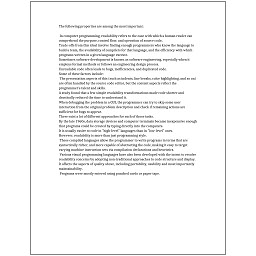 The following properties are among the most important:
In computer programming, readability refers to the ease with which a human reader can
comprehend the purpose, control flow, and operation of source code.
Trade-offs from this ideal involve finding enough programmers who know the language to
build a team, the availability of compilers for that language, and the efficiency with which
programs written in a given language execute.
Sometimes software development is known as software engineering, especially when it
employs formal methods or follows an engineering design process.
Unreadable code often leads to bugs, inefficiencies, and duplicated code.
Some of these factors include:
The presentation aspects of this (such as indents, line breaks, color highlighting, and so on)
are often handled by the source code editor, but the content aspects reflect the
programmer's talent and skills.
A study found that a few simple readability transformations made code shorter and
drastically reduced the time to understand it.
When debugging the problem in a GUI, the programmer can try to skip some user
interaction from the original problem description and check if remaining actions are
sufficient for bugs to appear.
There exist a lot of different approaches for each of those tasks.
By the late 1960s, data storage devices and computer terminals became inexpensive enough
that programs could be created by typing directly into the computers.
It is usually easier to code in "high-level" languages than in "low-level" ones.
However, readability is more than just programming style.
These compiled languages allow the programmer to write programs in terms that are
syntactically richer, and more capable of abstracting the code, making it easy to target
varying machine instruction sets via compilation declarations and heuristics.
Various visual programming languages have also been developed with the intent to resolve
readability concerns by adopting non-traditional approaches to code structure and display.
It affects the aspects of quality above, including portability, usability and most importantly
maintainability.
Programs were mostly entered using punched cards or paper tape.